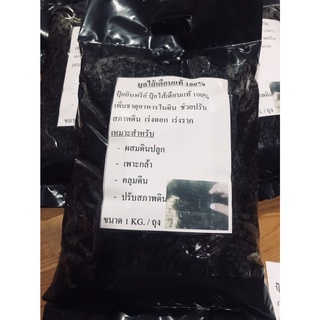 มูลไส้เดือนแท้ 100%
ปุ๋ยอินทรีย์ ปุ๋ยไส้เดือนแท้ 100%
เพิ่มธาตุอาหารในดิน ช่วยปรับ
สภาพดิน เร่งดอก เร่งราก
เหมาะสำหรับ
- ผสมดินปลูก
- เพาะกล้า
- คลุมดิน
- ปรับสภาพดิน
ขนาด 1 KG. / ถุง